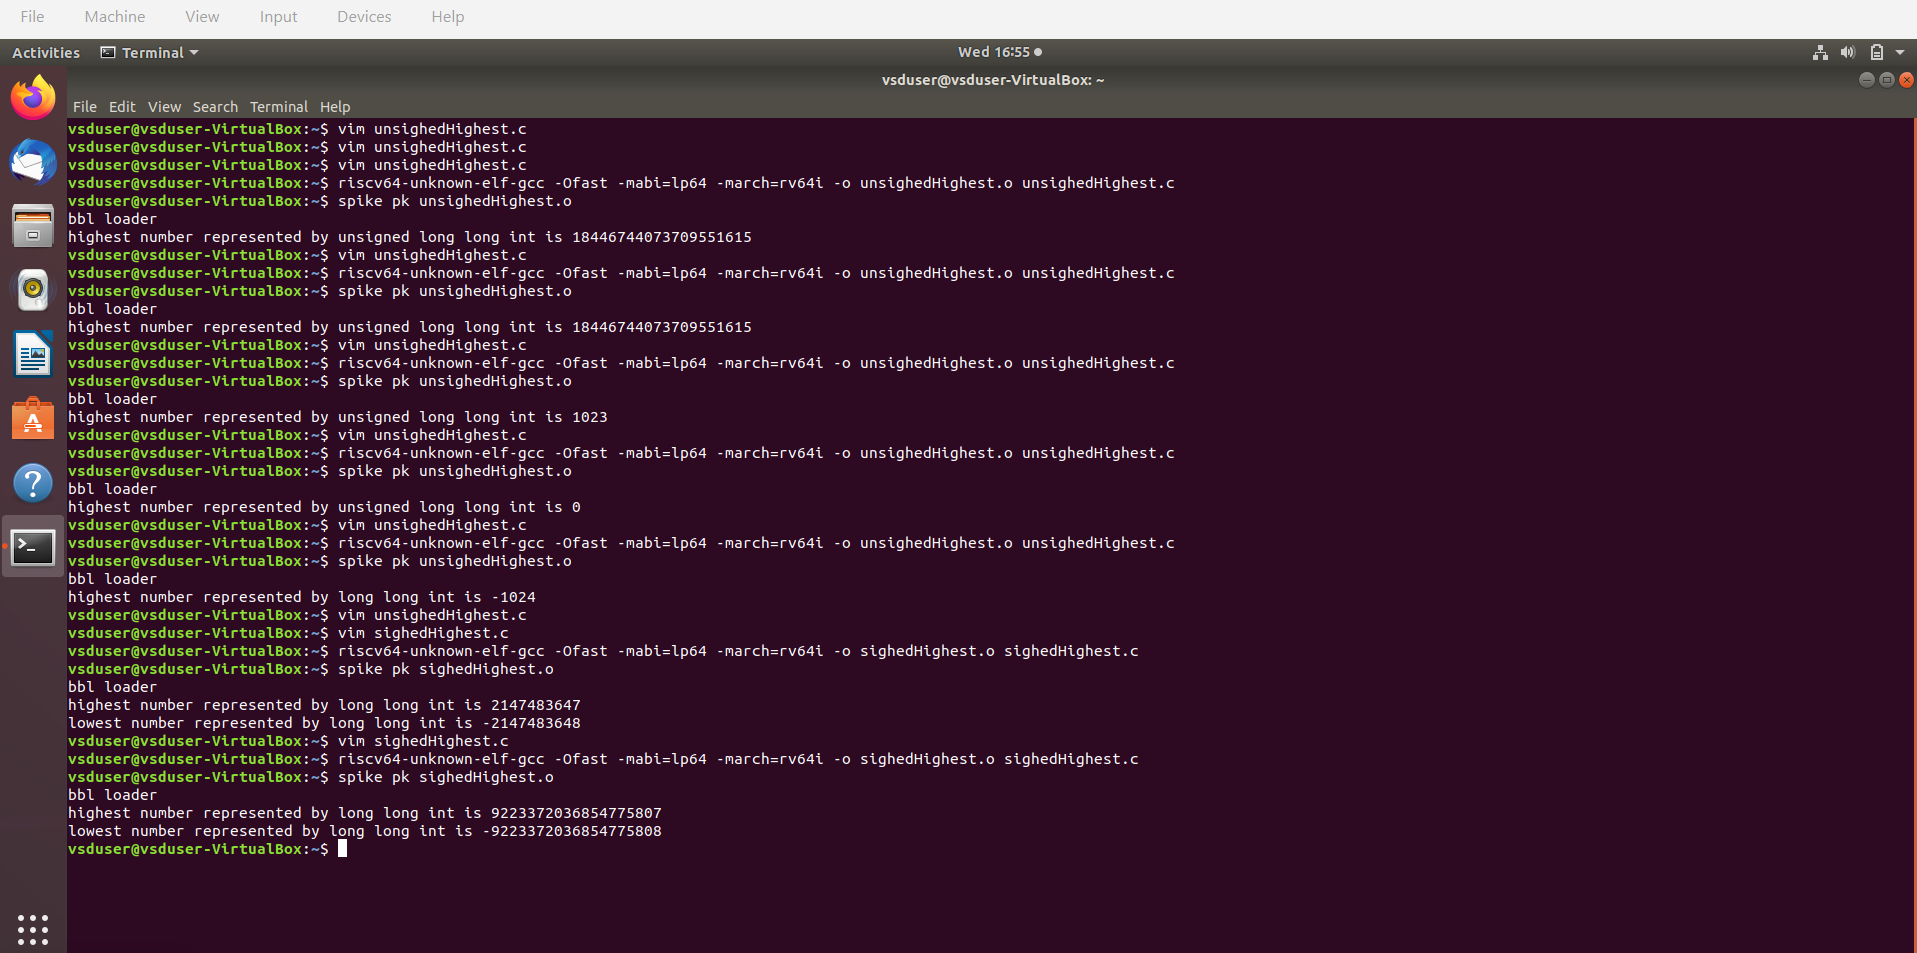 File Machine View Input Devices Help
Activities Terminal Wed 16:55
vsduser@vsduser-VirtualBox: ~
File Edit View Search Terminal Help
vsduser@vsduser-VirtualBox:~$ vim unsighedHighest.c
vsduser@vsduser-VirtualBox:~$ vim unsighedHighest.c
vsduser@vsduser-VirtualBox:~$ vim unsighedHighest.c
vsduser@vsduser-VirtualBox:~$ riscv64-unknown-elf-gcc -Ofast -mabi=lp64 -march=rv64i -o unsighedHighest.o unsighedHighest.c
vsduser@vsduser-VirtualBox:~$ spike pk unsighedHighest.o
bbl loader
highest number represented by unsigned long long int is 18446744073709551615
vsduser@vsduser-VirtualBox:~$ vim unsighedHighest.c
vsduser@vsduser-VirtualBox:~$ riscv64-unknown-elf-gcc -Ofast -mabi=lp64 -march=rv64i -o unsighedHighest.o unsighedHighest.c
vsduser@vsduser-VirtualBox:~$ spike pk unsighedHighest.o
bbl loader
highest number represented by unsigned long long int is 18446744073709551615
vsduser@vsduser-VirtualBox:~$ vim unsighedHighest.c
vsduser@vsduser-VirtualBox:~$ riscv64-unknown-elf-gcc -Ofast -mabi=lp64 -march=rv64i -o unsighedHighest.o unsighedHighest.c
vsduser@vsduser-VirtualBox:~$ spike pk unsighedHighest.o
bbl loader
highest number represented by unsigned long long int is 1023
vsduser@vsduser-VirtualBox:~$ vim unsighedHighest.c
vsduser@vsduser-VirtualBox:~$ riscv64-unknown-elf-gcc -Ofast -mabi=lp64 -march=rv64i -o unsighedHighest.o unsighedHighest.c
vsduser@vsduser-VirtualBox:~$ spike pk unsighedHighest.o
bbl loader
highest number represented by unsigned long long int is 0
vsduser@vsduser-VirtualBox:~$ vim unsighedHighest.c
vsduser@vsduser-VirtualBox:~$ riscv64-unknown-elf-gcc -Ofast -mabi=lp64 -march=rv64i -o unsighedHighest.o unsighedHighest.c
vsduser@vsduser-VirtualBox:~$ spike pk unsighedHighest.o
bbl loader
highest number represented by long long int is -1024
vsduser@vsduser-VirtualBox:~$ vim unsighedHighest.c
vsduser@vsduser-VirtualBox:~$ vim sighedHighest.c
vsduser@vsduser-VirtualBox:~$ riscv64-unknown-elf-gcc -Ofast -mabi=lp64 -march=rv64i -o sighedHighest.o sighedHighest.c
vsduser@vsduser-VirtualBox:~$ spike pk sighedHighest.o
bbl loader
highest number represented by long long int is 2147483647
lowest number represented by long long int is -2147483648
vsduser@vsduser-VirtualBox:~$ vim sighedHighest.c
vsduser@vsduser-VirtualBox:~$ riscv64-unknown-elf-gcc -Ofast -mabi=lp64 -march=rv64i -o sighedHighest.o sighedHighest.c
vsduser@vsduser-VirtualBox:~$ spike pk sighedHighest.o
bbl loader
highest number represented by long long int is 9223372036854775807
lowest number represented by long long int is -9223372036854775808
vsduser@vsduser-VirtualBox:~$